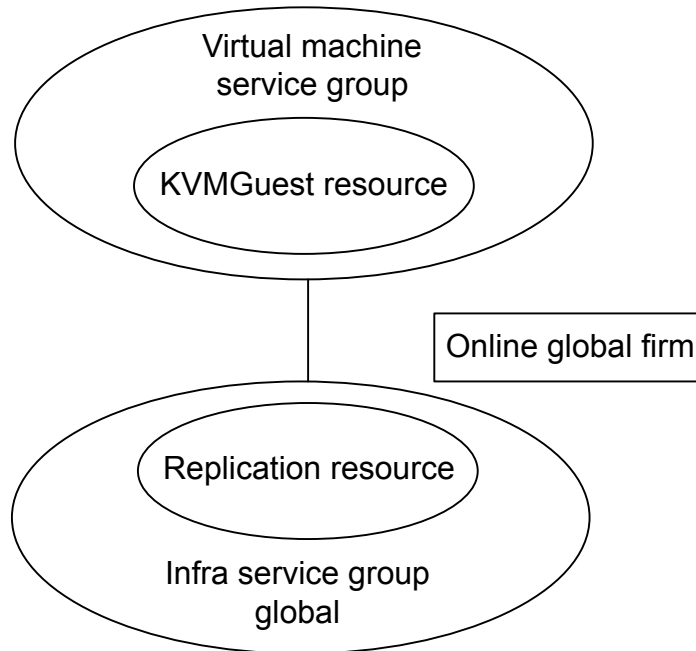 Virtual machine
service group
KVMGuest resource
Online global firm
Replication resource
Infra service group
global